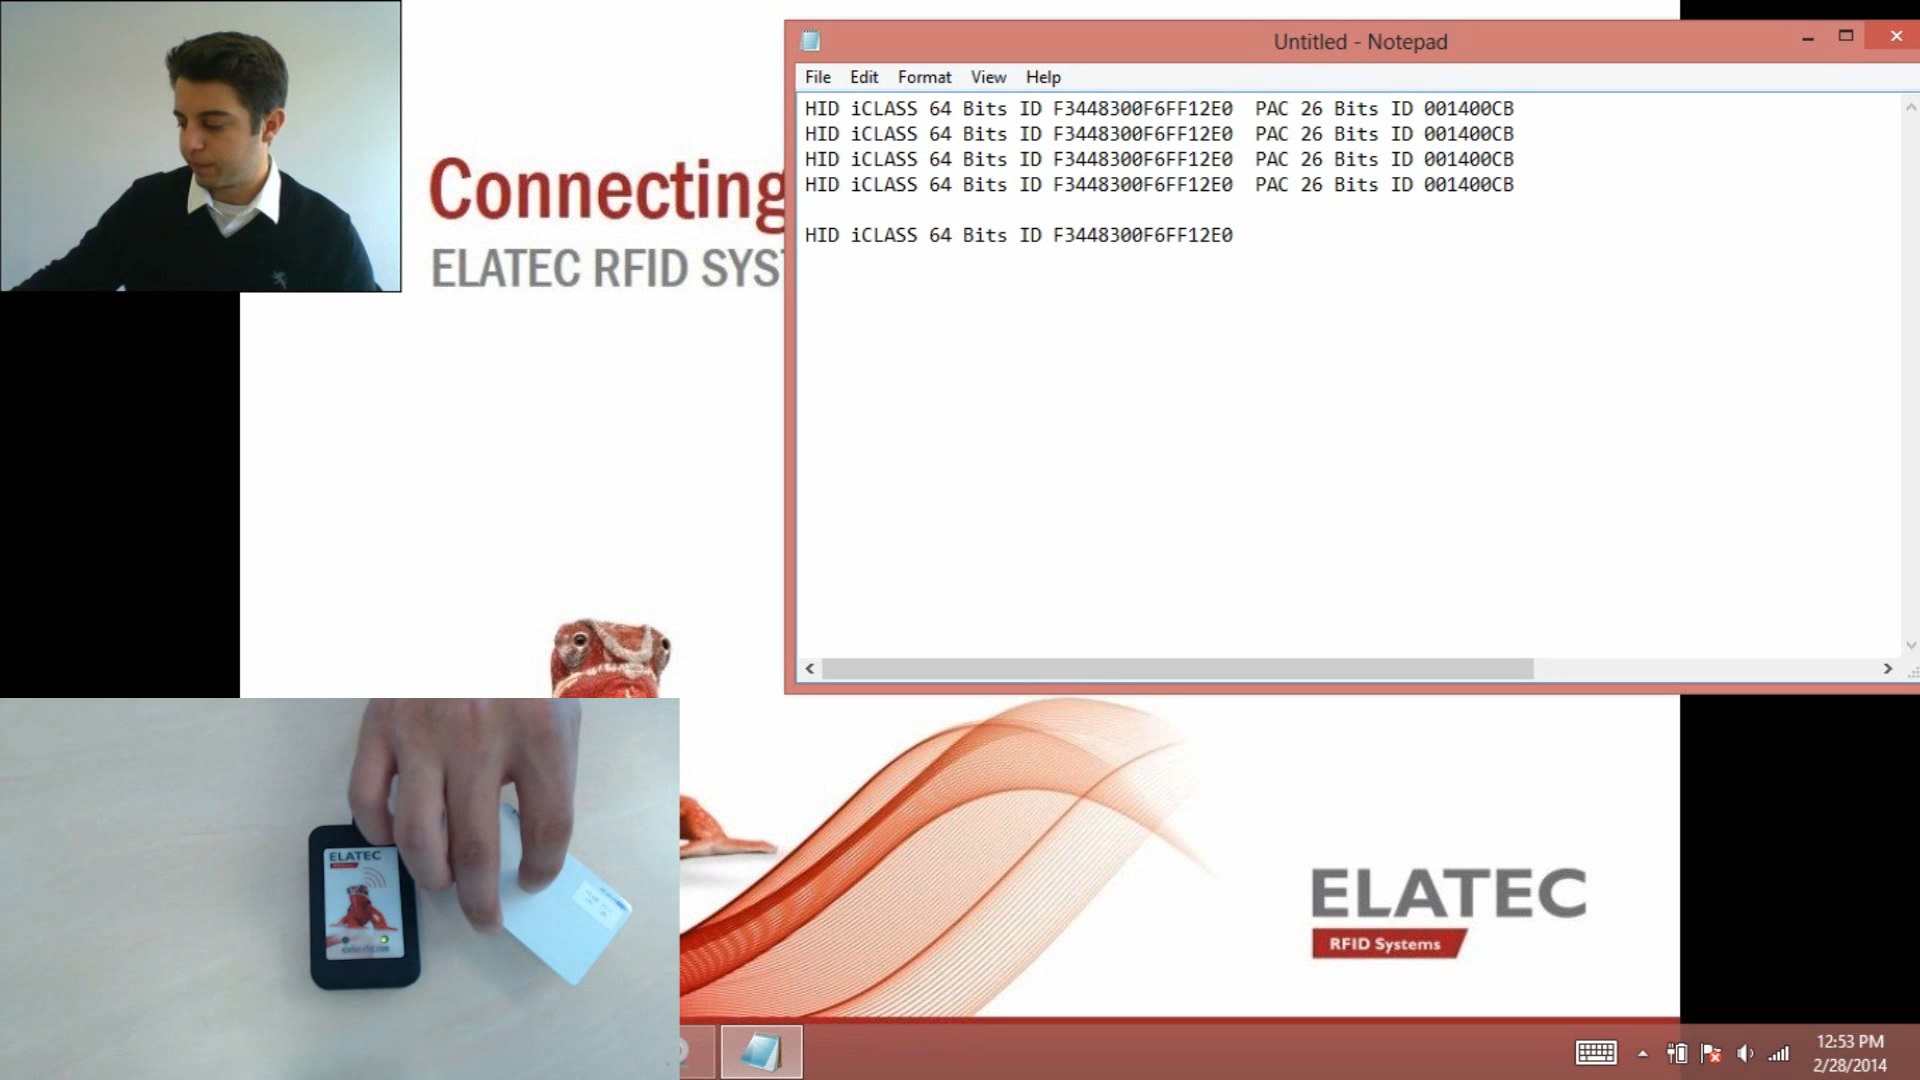 Untitled - Notepad
File Edit Format View Help
HID iCLASS 64 Bits ID F3448300F6FF12E0  PAC 26 Bits ID 001400CB
HID iCLASS 64 Bits ID F3448300F6FF12E0  PAC 26 Bits ID 001400CB
HID iCLASS 64 Bits ID F3448300F6FF12E0  PAC 26 Bits ID 001400CB
HID iCLASS 64 Bits ID F3448300F6FF12E0  PAC 26 Bits ID 001400CB
HID iCLASS 64 Bits ID F3448300F6FF12E0
Connecting
ELATEC RFID SYS
ELATEC
ELATEC
RFID Systems
12:53 PM
2/28/2014